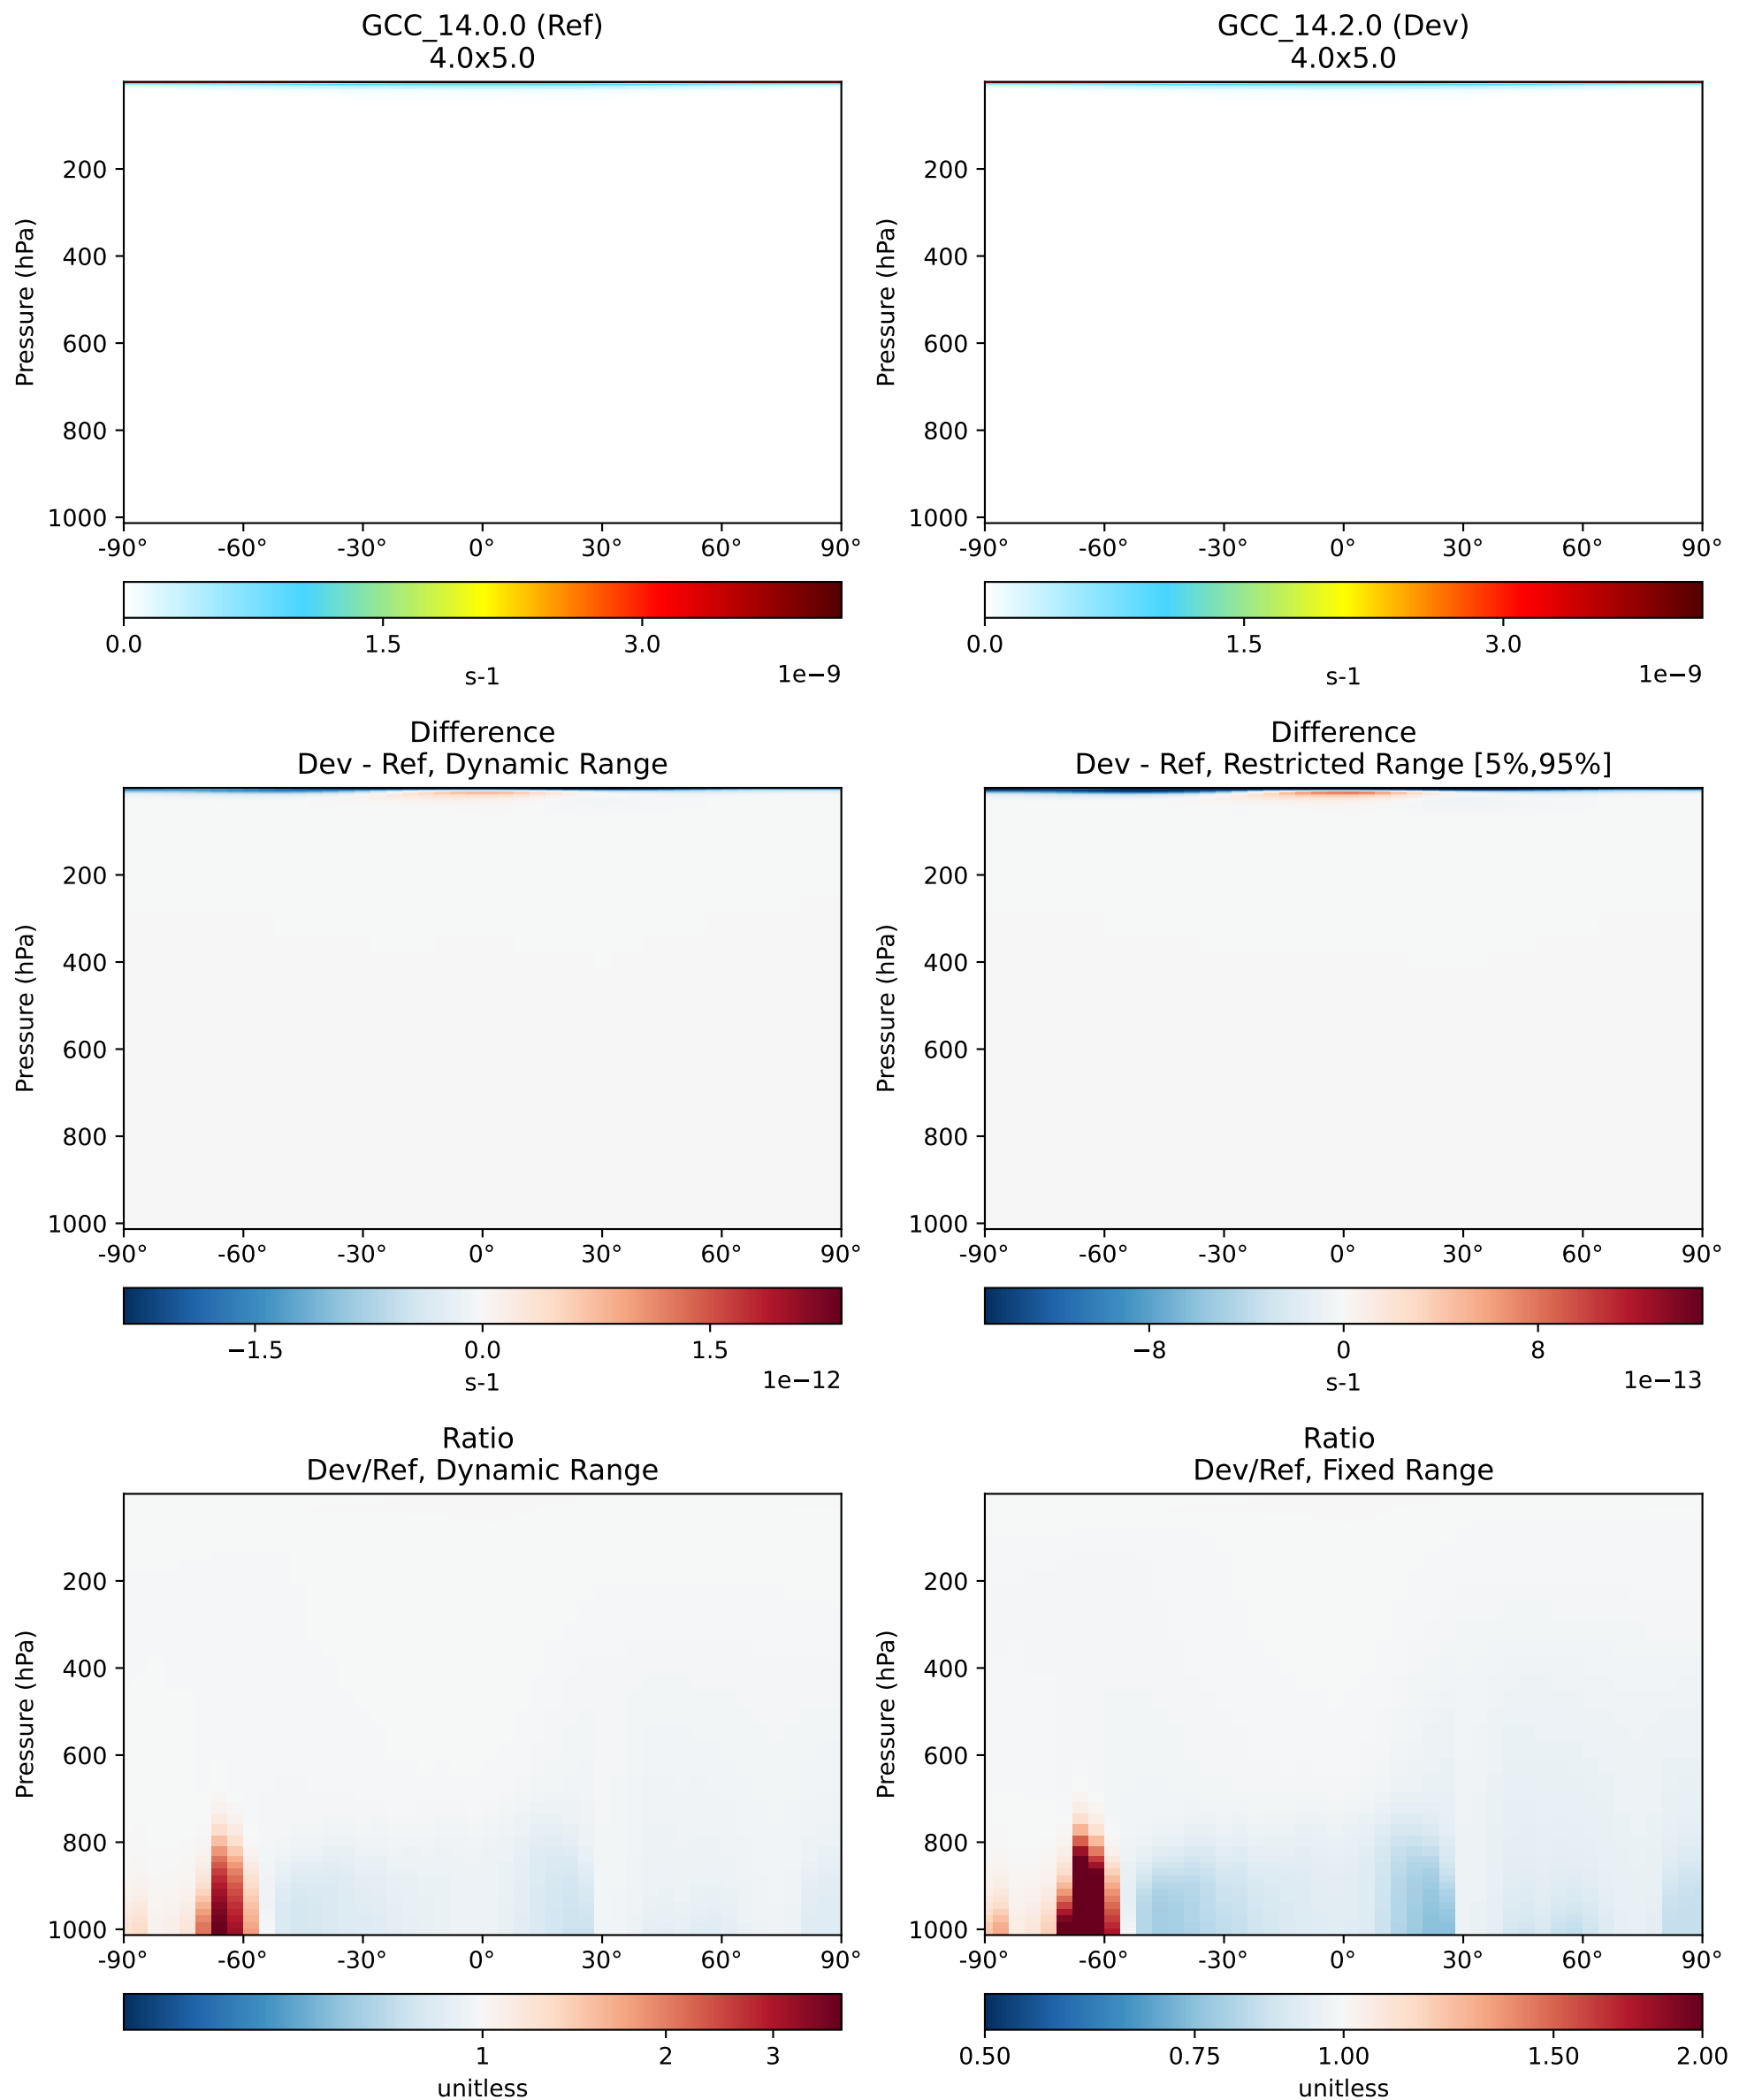 GCC_14.0.0 (Ref)
4.0x5.0
Pressure (hPa)
200
400
600
800
1000
-90° -60° -30° 0° 30° 60° 90°
0.0 1.5 3.0
s-1 1e−9
GCC_14.2.0 (Dev)
4.0x5.0
Pressure (hPa)
200
400
600
800
1000
-90° -60° -30° 0° 30° 60° 90°
0.0 1.5 3.0
s-1 1e−9
Difference
Dev - Ref, Dynamic Range
Pressure (hPa)
200
400
600
800
1000
-90° -60° -30° 0° 30° 60° 90°
−1.5 0.0 1.5
s-1 1e−12
Difference
Dev - Ref, Restricted Range [5%,95%]
Pressure (hPa)
200
400
600
800
1000
-90° -60° -30° 0° 30° 60° 90°
−8 0 8
s-1 1e−13
Ratio
Dev/Ref, Dynamic Range
Pressure (hPa)
200
400
600
800
1000
-90° -60° -30° 0° 30° 60° 90°
1 2 3
unitless
Ratio
Dev/Ref, Fixed Range
Pressure (hPa)
200
400
600
800
1000
-90° -60° -30° 0° 30° 60° 90°
0.50 0.75 1.00 1.50 2.00
unitless